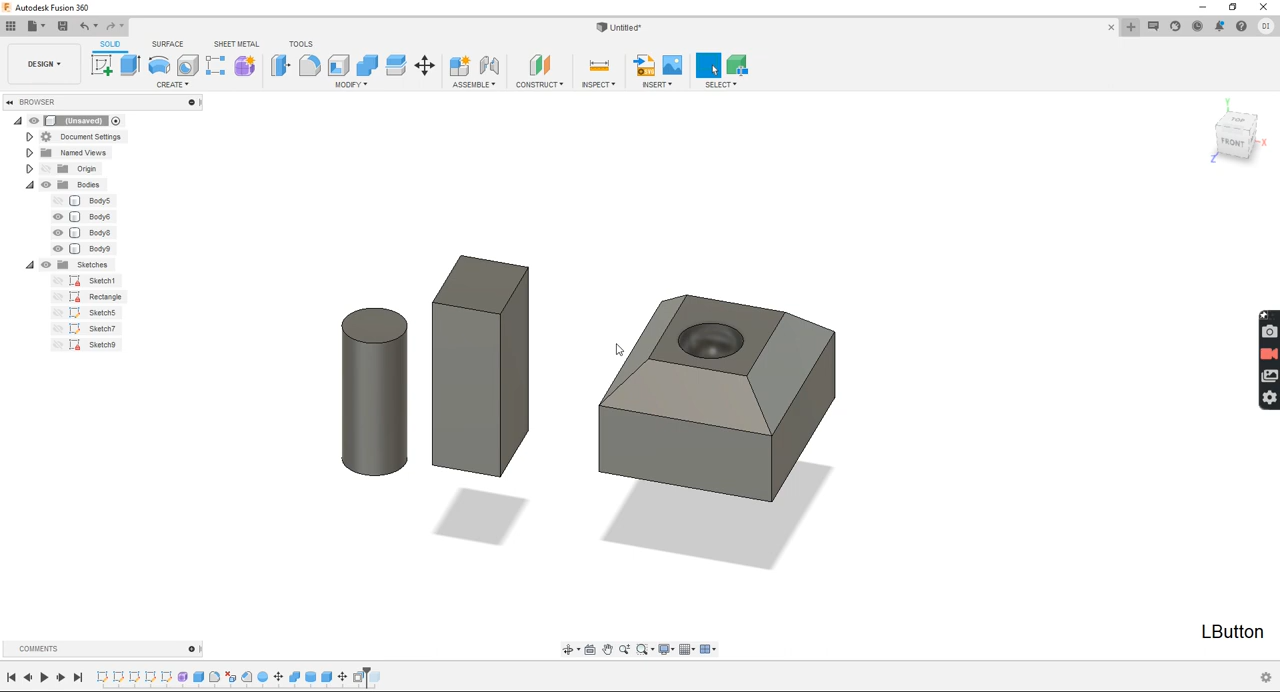 Autodesk Fusion 360
Untitled*
DI
DESIGN
SOLID
SURFACE
SHEET METAL
TOOLS
CREATE
MODIFY
ASSEMBLE
CONSTRUCT
INSPECT
INSERT
SELECT
BROWSER
(Unsaved)
Document Settings
Named Views
Origin
Bodies
Body5
Body6
Body8
Body9
Sketches
Sketch1
Rectangle
Sketch5
Sketch7
Sketch9
Y
TOP
FRONT
X
Z
LButton
COMMENTS